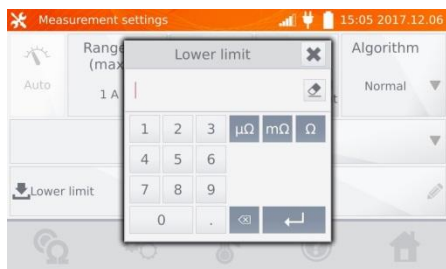 Measurement settings
15:05 2017.12.06
Range
(max
Auto
1 A
Algorithm
Normal
Lower limit
1 2 3 μΩ mΩ Ω
4 5 6
7 8 9
0 .
Lower limit